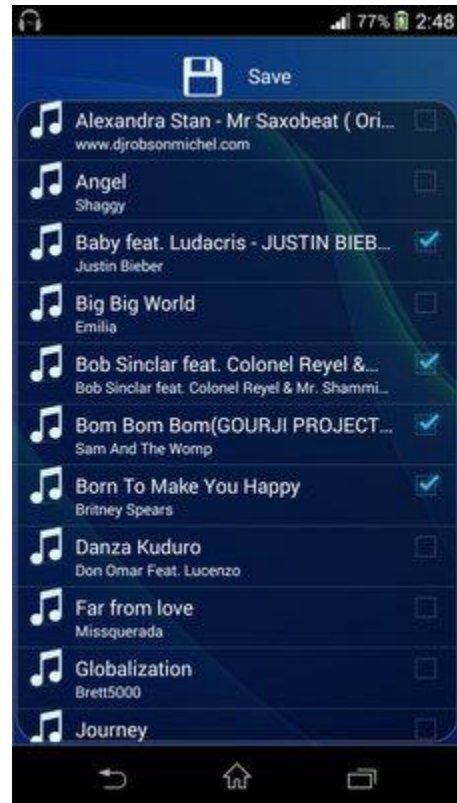 77% 2:48
Save
Alexandra Stan - Mr Saxobeat ( Ori...
www.djrobsonmichel.com
Angel
Shaggy
Baby feat. Ludacris - JUSTIN BIEB...
Justin Bieber
Big Big World
Emilia
Bob Sinclar feat. Colonel Reyel &...
Bob Sinclar feat. Colonel Reyel & Mr. Shammi...
Bom Bom Bom(GOURJI PROJECT...
Sam And The Womp
Born To Make You Happy
Britney Spears
Danza Kuduro
Don Omar Feat. Lucenzo
Far from love
Missquerada
Globalization
Brett5000
Journey